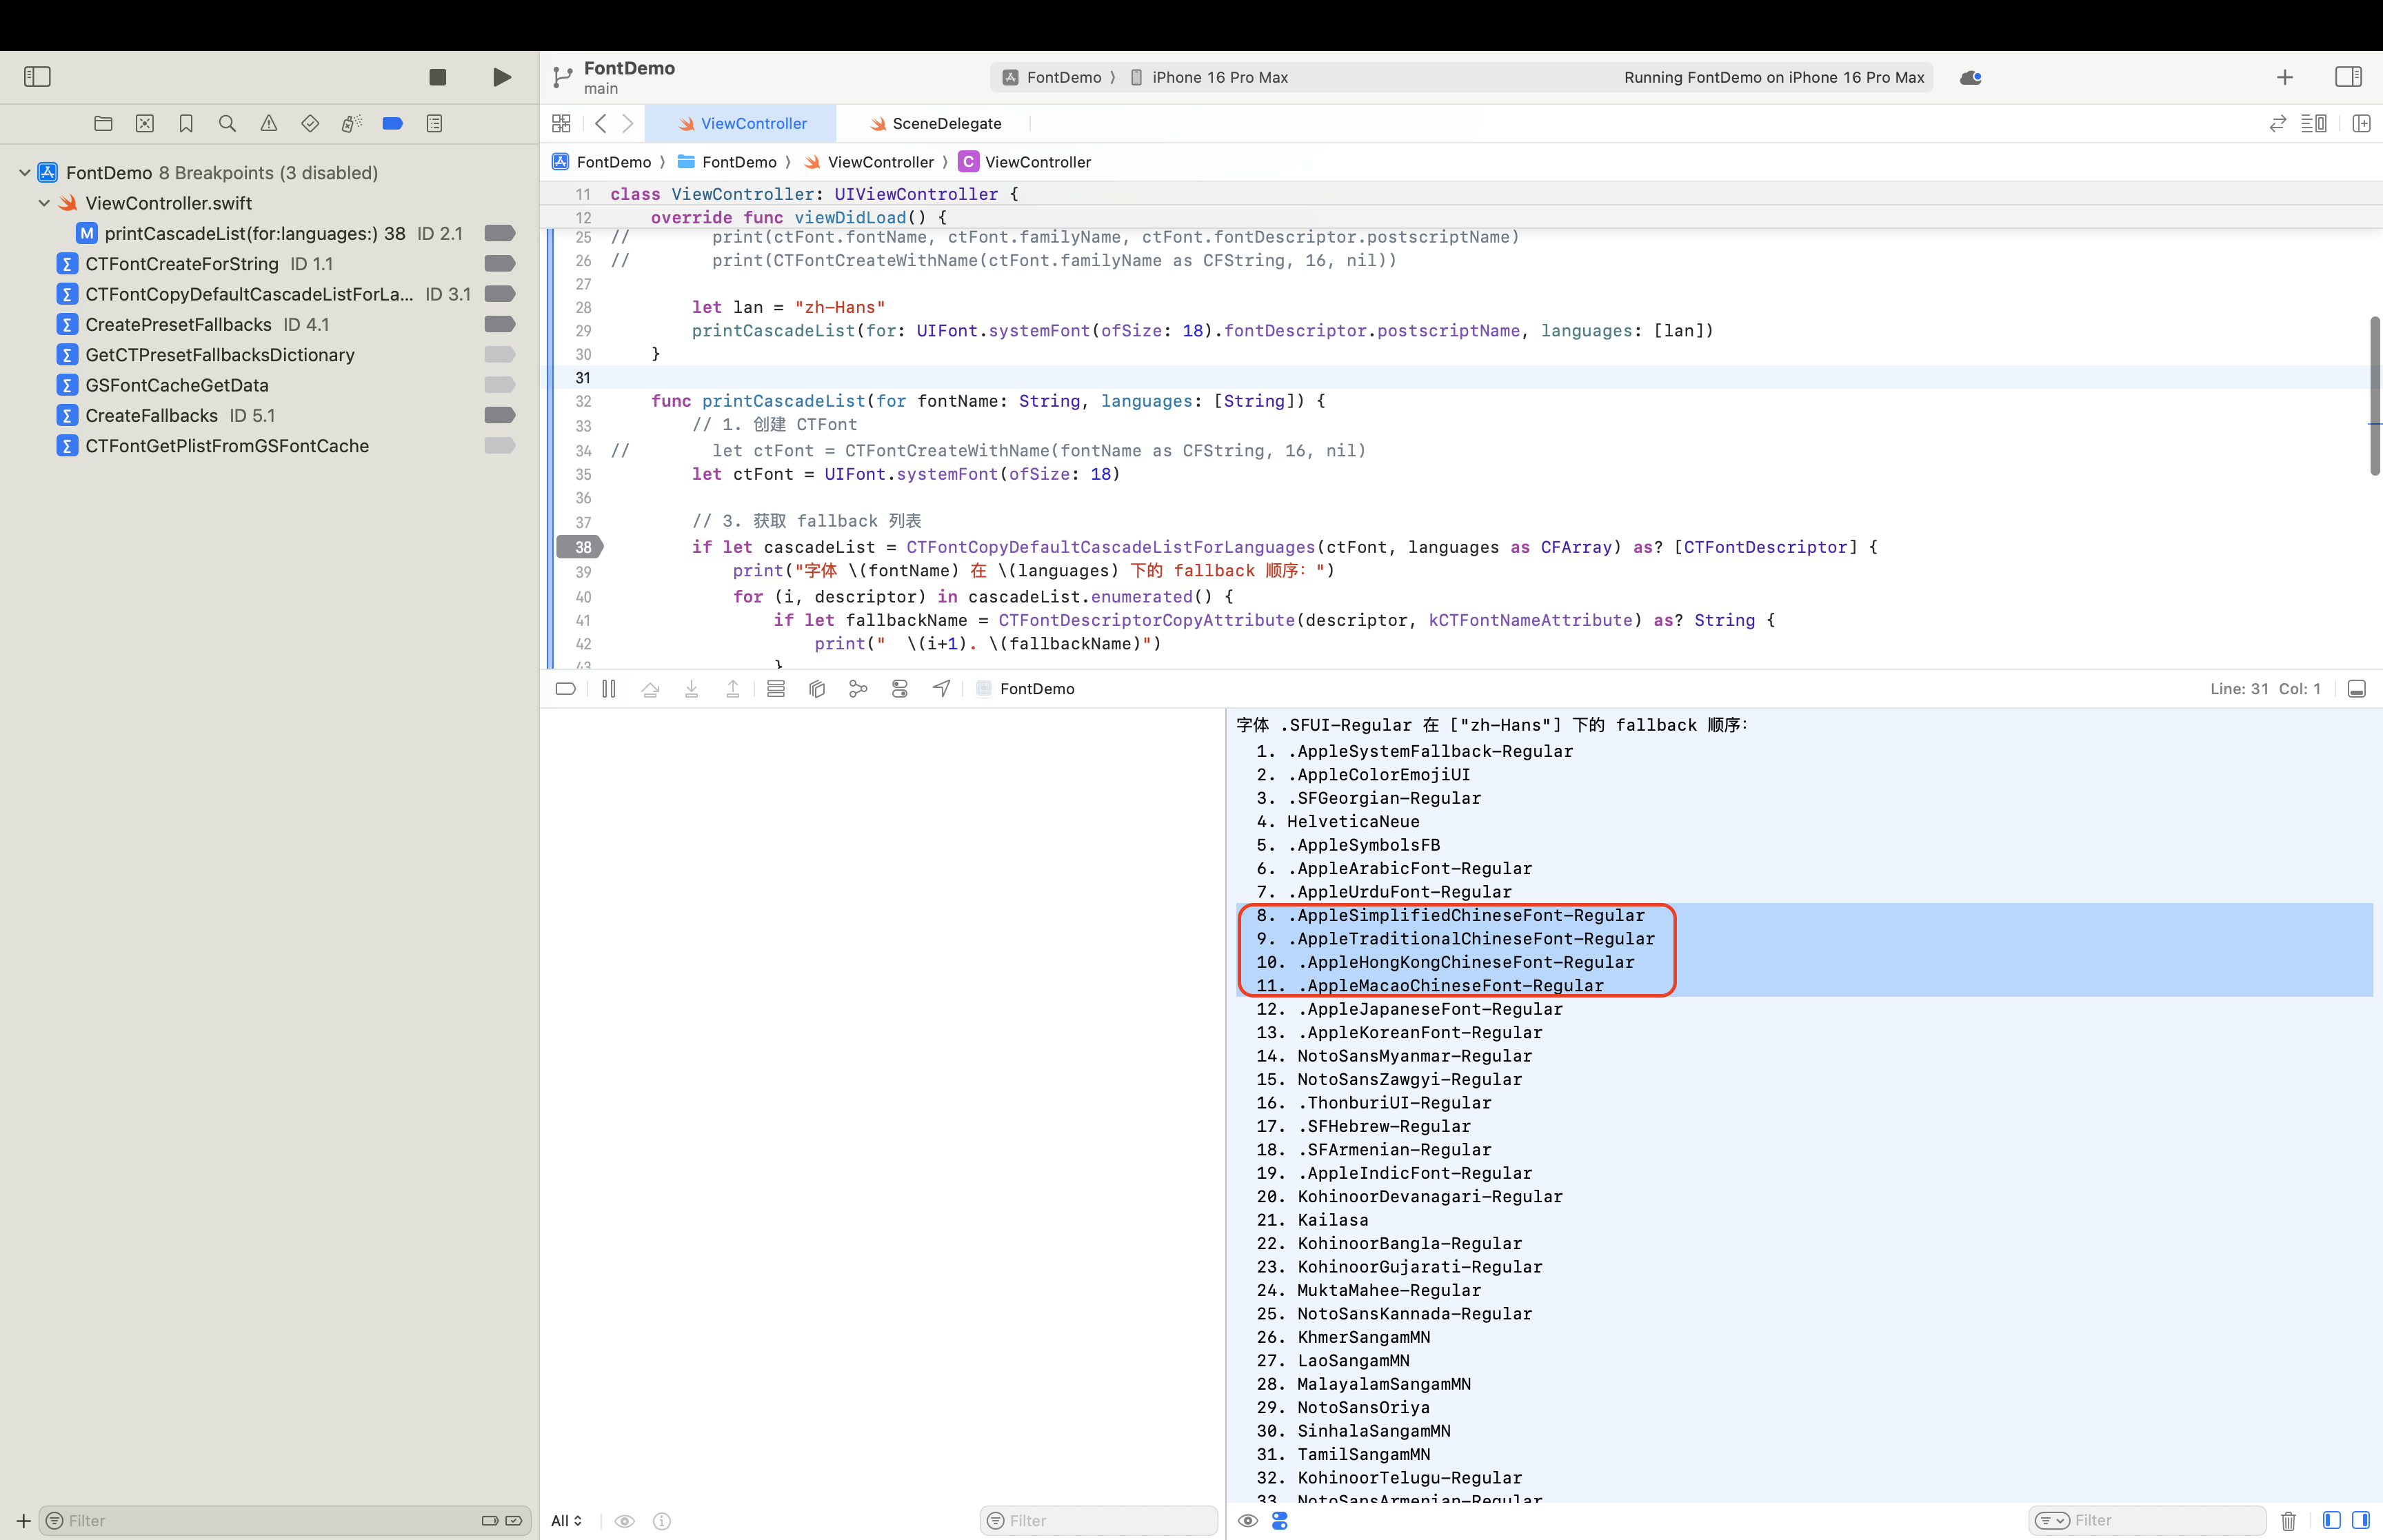 FontDemo
main
FontDemo 〉 iPhone 16 Pro Max
Running FontDemo on iPhone 16 Pro Max
ViewController
SceneDelegate
FontDemo 8 Breakpoints (3 disabled)
ViewController.swift
M printCascadeList(for:languages:) 38 ID 2.1
Σ CTFontCreateForString ID 1.1
Σ CTFontCopyDefaultCascadeListForLa... ID 3.1
Σ CreatePresetFallbacks ID 4.1
Σ GetCTPresetFallbacksDictionary
Σ GSFontCacheGetData
Σ CreateFallbacks ID 5.1
Σ CTFontGetPlistFromGSFontCache
FontDemo 〉 FontDemo 〉 ViewController 〉 C ViewController
11 class ViewController: UIViewController {
12 override func viewDidLoad() {
25 // print(ctFont.fontName, ctFont.familyName, ctFont.fontDescriptor.postscriptName)
26 // print(CTFontCreateWithName(ctFont.familyName as CFString, 16, nil))
27
28 let lan = "zh-Hans"
29 printCascadeList(for: UIFont.systemFont(ofSize: 18).fontDescriptor.postscriptName, languages: [lan])
30 }
31
32 func printCascadeList(for fontName: String, languages: [String]) {
33 // 1. 创建 CTFont
34 // let ctFont = CTFontCreateWithName(fontName as CFString, 16, nil)
35 let ctFont = UIFont.systemFont(ofSize: 18)
36
37 // 3. 获取 fallback 列表
38 if let cascadeList = CTFontCopyDefaultCascadeListForLanguages(ctFont, languages as CFArray) as? [CTFontDescriptor] {
39 print("字体 \(fontName) 在 \(languages) 下的 fallback 顺序：")
40 for (i, descriptor) in cascadeList.enumerated() {
41 if let fallbackName = CTFontDescriptorCopyAttribute(descriptor, kCTFontNameAttribute) as? String {
42 print("  \(i+1). \(fallbackName)")
43 }
FontDemo
Line: 31 Col: 1
字体 .SFUI-Regular 在 ["zh-Hans"] 下的 fallback 顺序：
1. .AppleSystemFallback-Regular
2. .AppleColorEmojiUI
3. .SFGeorgian-Regular
4. HelveticaNeue
5. .AppleSymbolsFB
6. .AppleArabicFont-Regular
7. .AppleUrduFont-Regular
8. .AppleSimplifiedChineseFont-Regular
9. .AppleTraditionalChineseFont-Regular
10. .AppleHongKongChineseFont-Regular
11. .AppleMacaoChineseFont-Regular
12. .AppleJapaneseFont-Regular
13. .AppleKoreanFont-Regular
14. NotoSansMyanmar-Regular
15. NotoSansZawgyi-Regular
16. .ThonburiUI-Regular
17. .SFHebrew-Regular
18. .SFArmenian-Regular
19. .AppleIndicFont-Regular
20. KohinoorDevanagari-Regular
21. Kailasa
22. KohinoorBangla-Regular
23. KohinoorGujarati-Regular
24. MuktaMahee-Regular
25. NotoSansKannada-Regular
26. KhmerSangamMN
27. LaoSangamMN
28. MalayalamSangamMN
29. NotoSansOriya
30. SinhalaSangamMN
31. TamilSangamMN
32. KohinoorTelugu-Regular
33. NotoSansArmenian-Regular
Filter
All
Filter
Filter